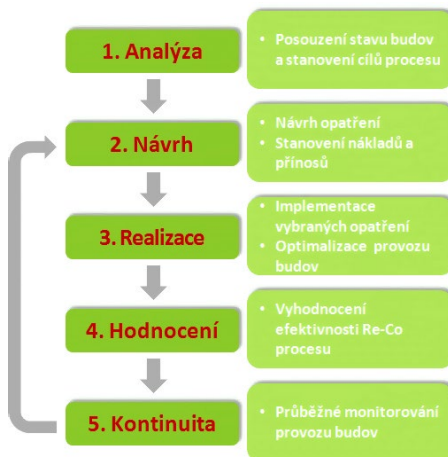 1. Analýza
• Posouzení stavu budov
a stanovení cílů procesu
2. Návrh
• Návrh opatření
• Stanovení nákladů a
přínosů
3. Realizace
• Implementace
vybraných opatření
• Optimalizace provozu
budov
4. Hodnocení
• Vyhodnocení
efektivnosti Re-Co
procesu
5. Kontinuita
• Průběžné monitorování
provozu budov